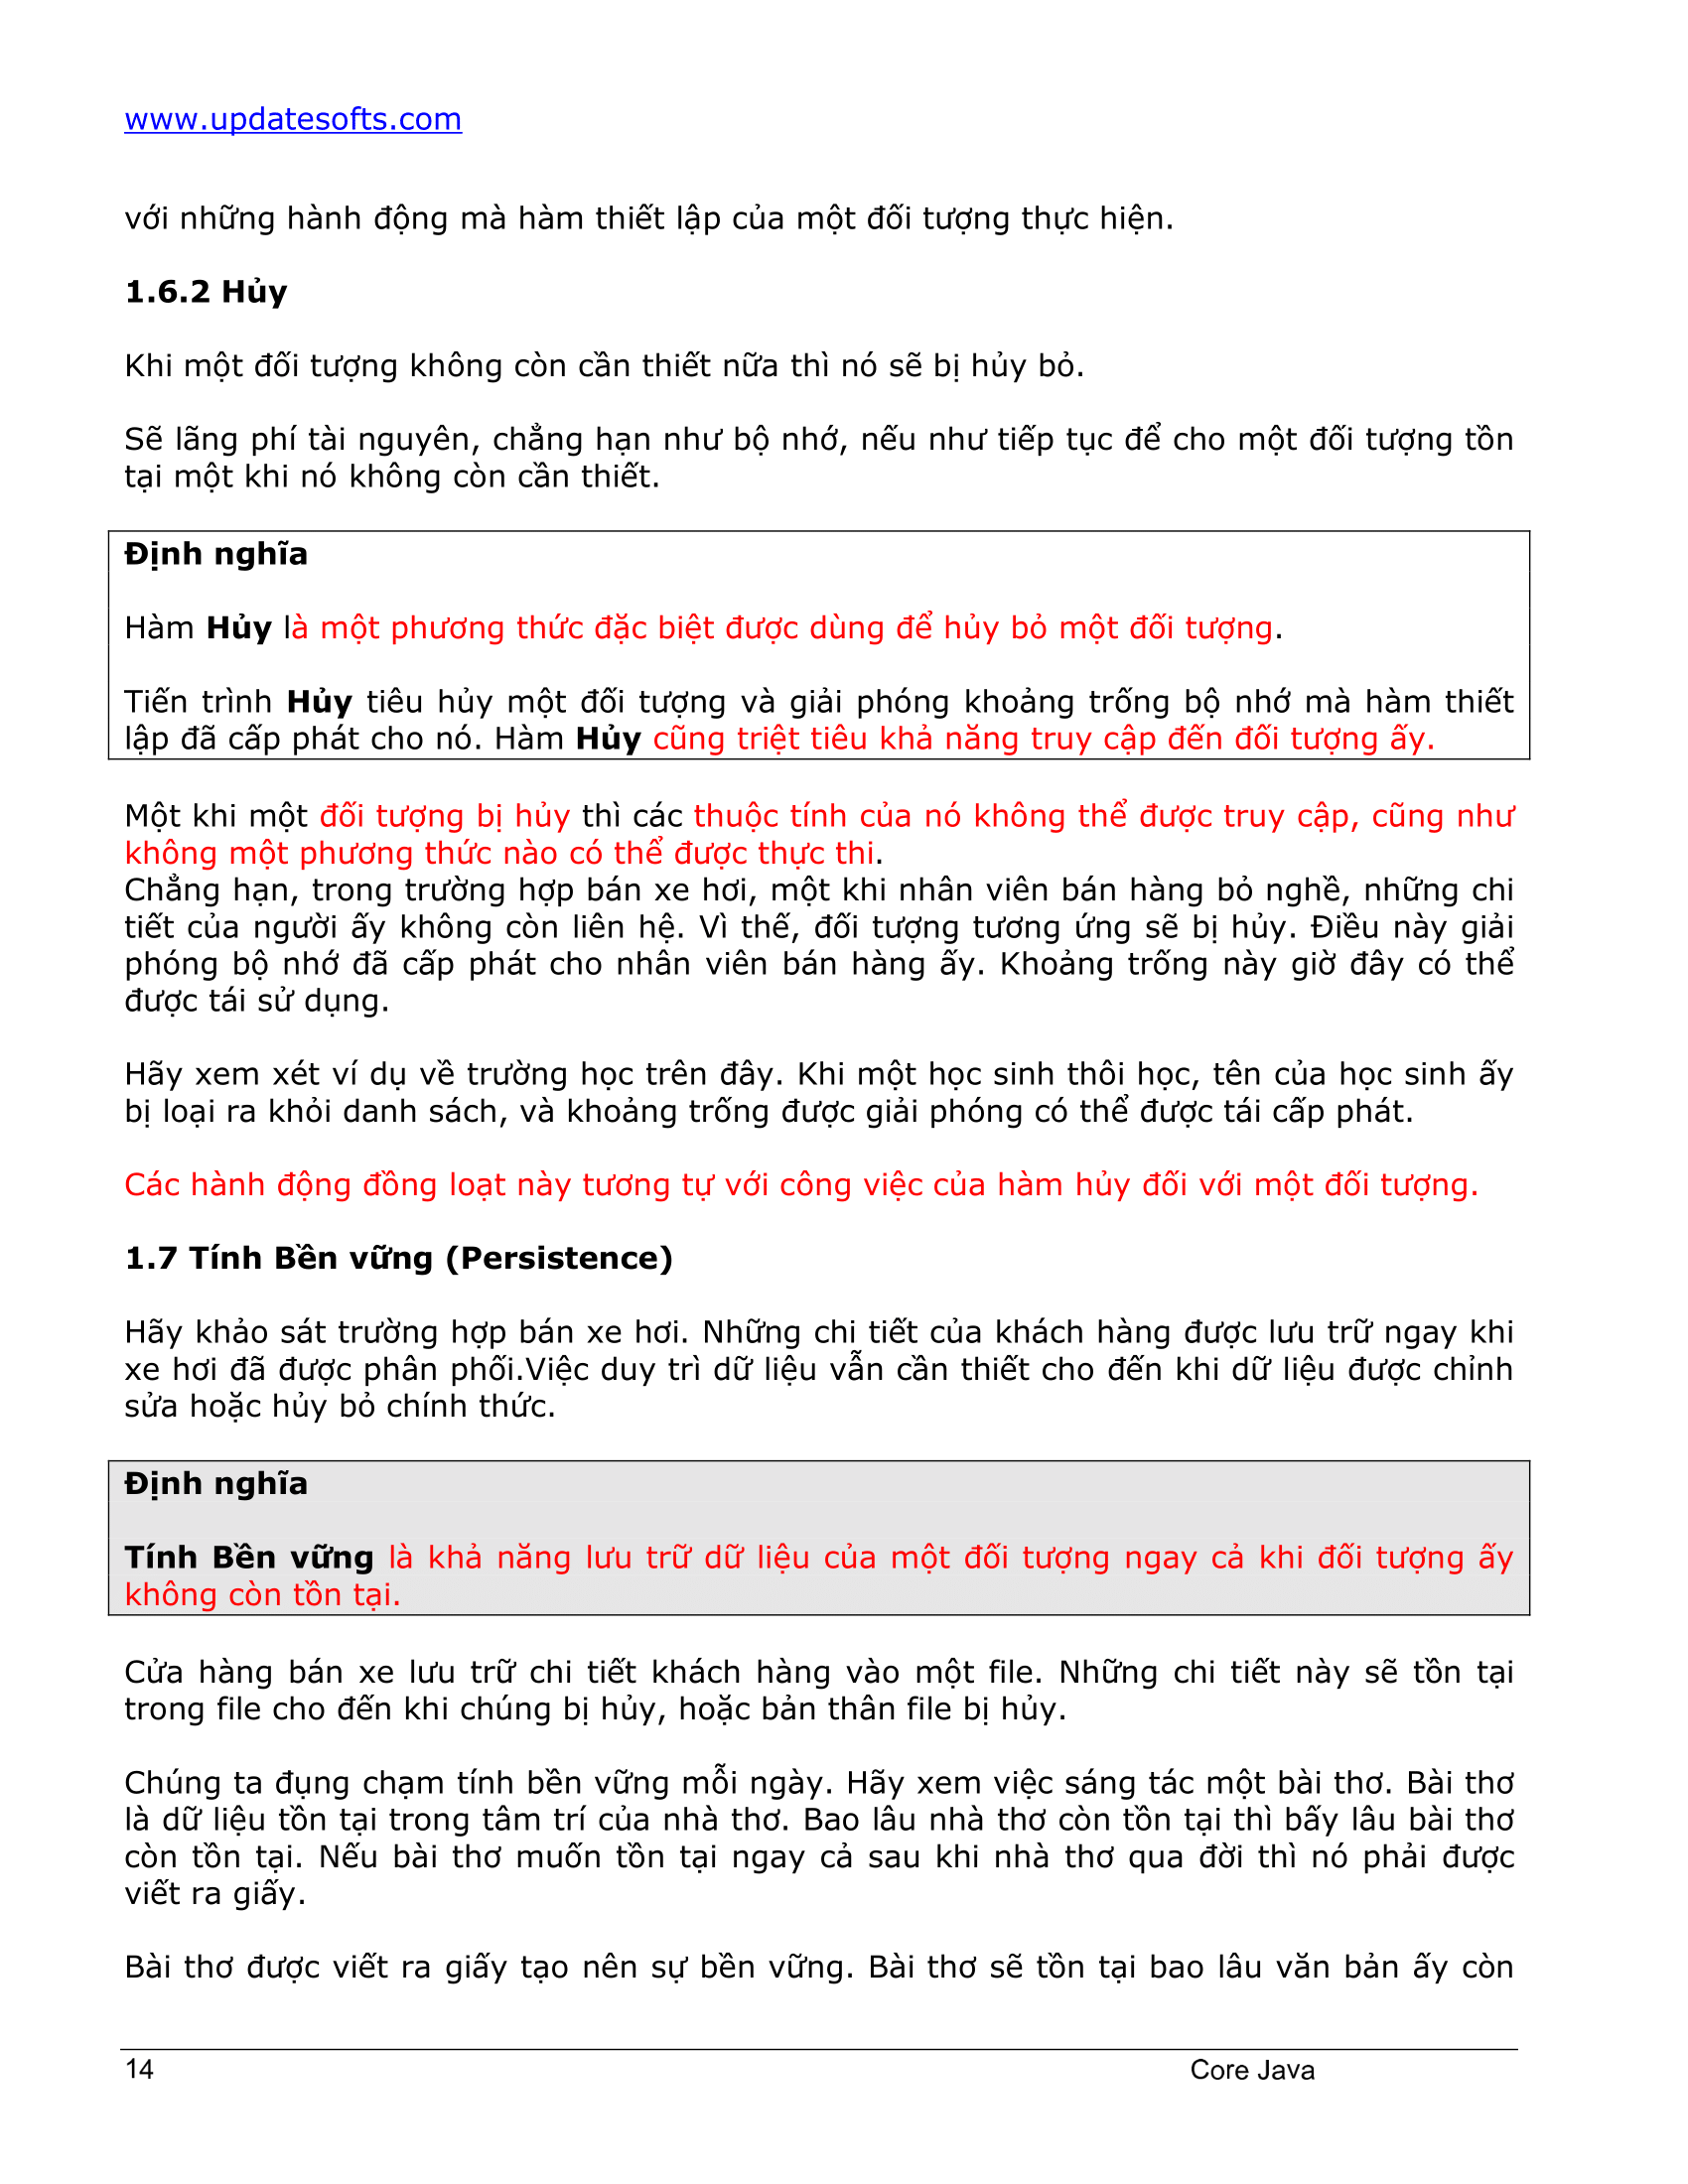 www.updatesofts.com
với những hành động mà hàm thiết lập của một đối tượng thực hiện.
1.6.2 Hủy
Khi một đối tượng không còn cần thiết nữa thì nó sẽ bị hủy bỏ.
Sẽ lãng phí tài nguyên, chẳng hạn như bộ nhớ, nếu như tiếp tục để cho một đối tượng tồn
tại một khi nó không còn cần thiết.
Định nghĩa
Hàm Hủy là một phương thức đặc biệt được dùng để hủy bỏ một đối tượng.
Tiến trình Hủy tiêu hủy một đối tượng và giải phóng khoảng trống bộ nhớ mà hàm thiết
lập đã cấp phát cho nó. Hàm Hủy cũng triệt tiêu khả năng truy cập đến đối tượng ấy.
Một khi một đối tượng bị hủy thì các thuộc tính của nó không thể được truy cập, cũng như
không một phương thức nào có thể được thực thi.
Chẳng hạn, trong trường hợp bán xe hơi, một khi nhân viên bán hàng bỏ nghề, những chi
tiết của người ấy không còn liên hệ. Vì thế, đối tượng tương ứng sẽ bị hủy. Điều này giải
phóng bộ nhớ đã cấp phát cho nhân viên bán hàng ấy. Khoảng trống này giờ đây có thể
được tái sử dụng.
Hãy xem xét ví dụ về trường học trên đây. Khi một học sinh thôi học, tên của học sinh ấy
bị loại ra khỏi danh sách, và khoảng trống được giải phóng có thể được tái cấp phát.
Các hành động đồng loạt này tương tự với công việc của hàm hủy đối với một đối tượng.
1.7 Tính Bền vững (Persistence)
Hãy khảo sát trường hợp bán xe hơi. Những chi tiết của khách hàng được lưu trữ ngay khi
xe hơi đã được phân phối.Việc duy trì dữ liệu vẫn cần thiết cho đến khi dữ liệu được chỉnh
sửa hoặc hủy bỏ chính thức.
Định nghĩa
Tính Bền vững là khả năng lưu trữ dữ liệu của một đối tượng ngay cả khi đối tượng ấy
không còn tồn tại.
Cửa hàng bán xe lưu trữ chi tiết khách hàng vào một file. Những chi tiết này sẽ tồn tại
trong file cho đến khi chúng bị hủy, hoặc bản thân file bị hủy.
Chúng ta đụng chạm tính bền vững mỗi ngày. Hãy xem việc sáng tác một bài thơ. Bài thơ
là dữ liệu tồn tại trong tâm trí của nhà thơ. Bao lâu nhà thơ còn tồn tại thì bấy lâu bài thơ
còn tồn tại. Nếu bài thơ muốn tồn tại ngay cả sau khi nhà thơ qua đời thì nó phải được
viết ra giấy.
Bài thơ được viết ra giấy tạo nên sự bền vững. Bài thơ sẽ tồn tại bao lâu văn bản ấy còn
14 Core Java